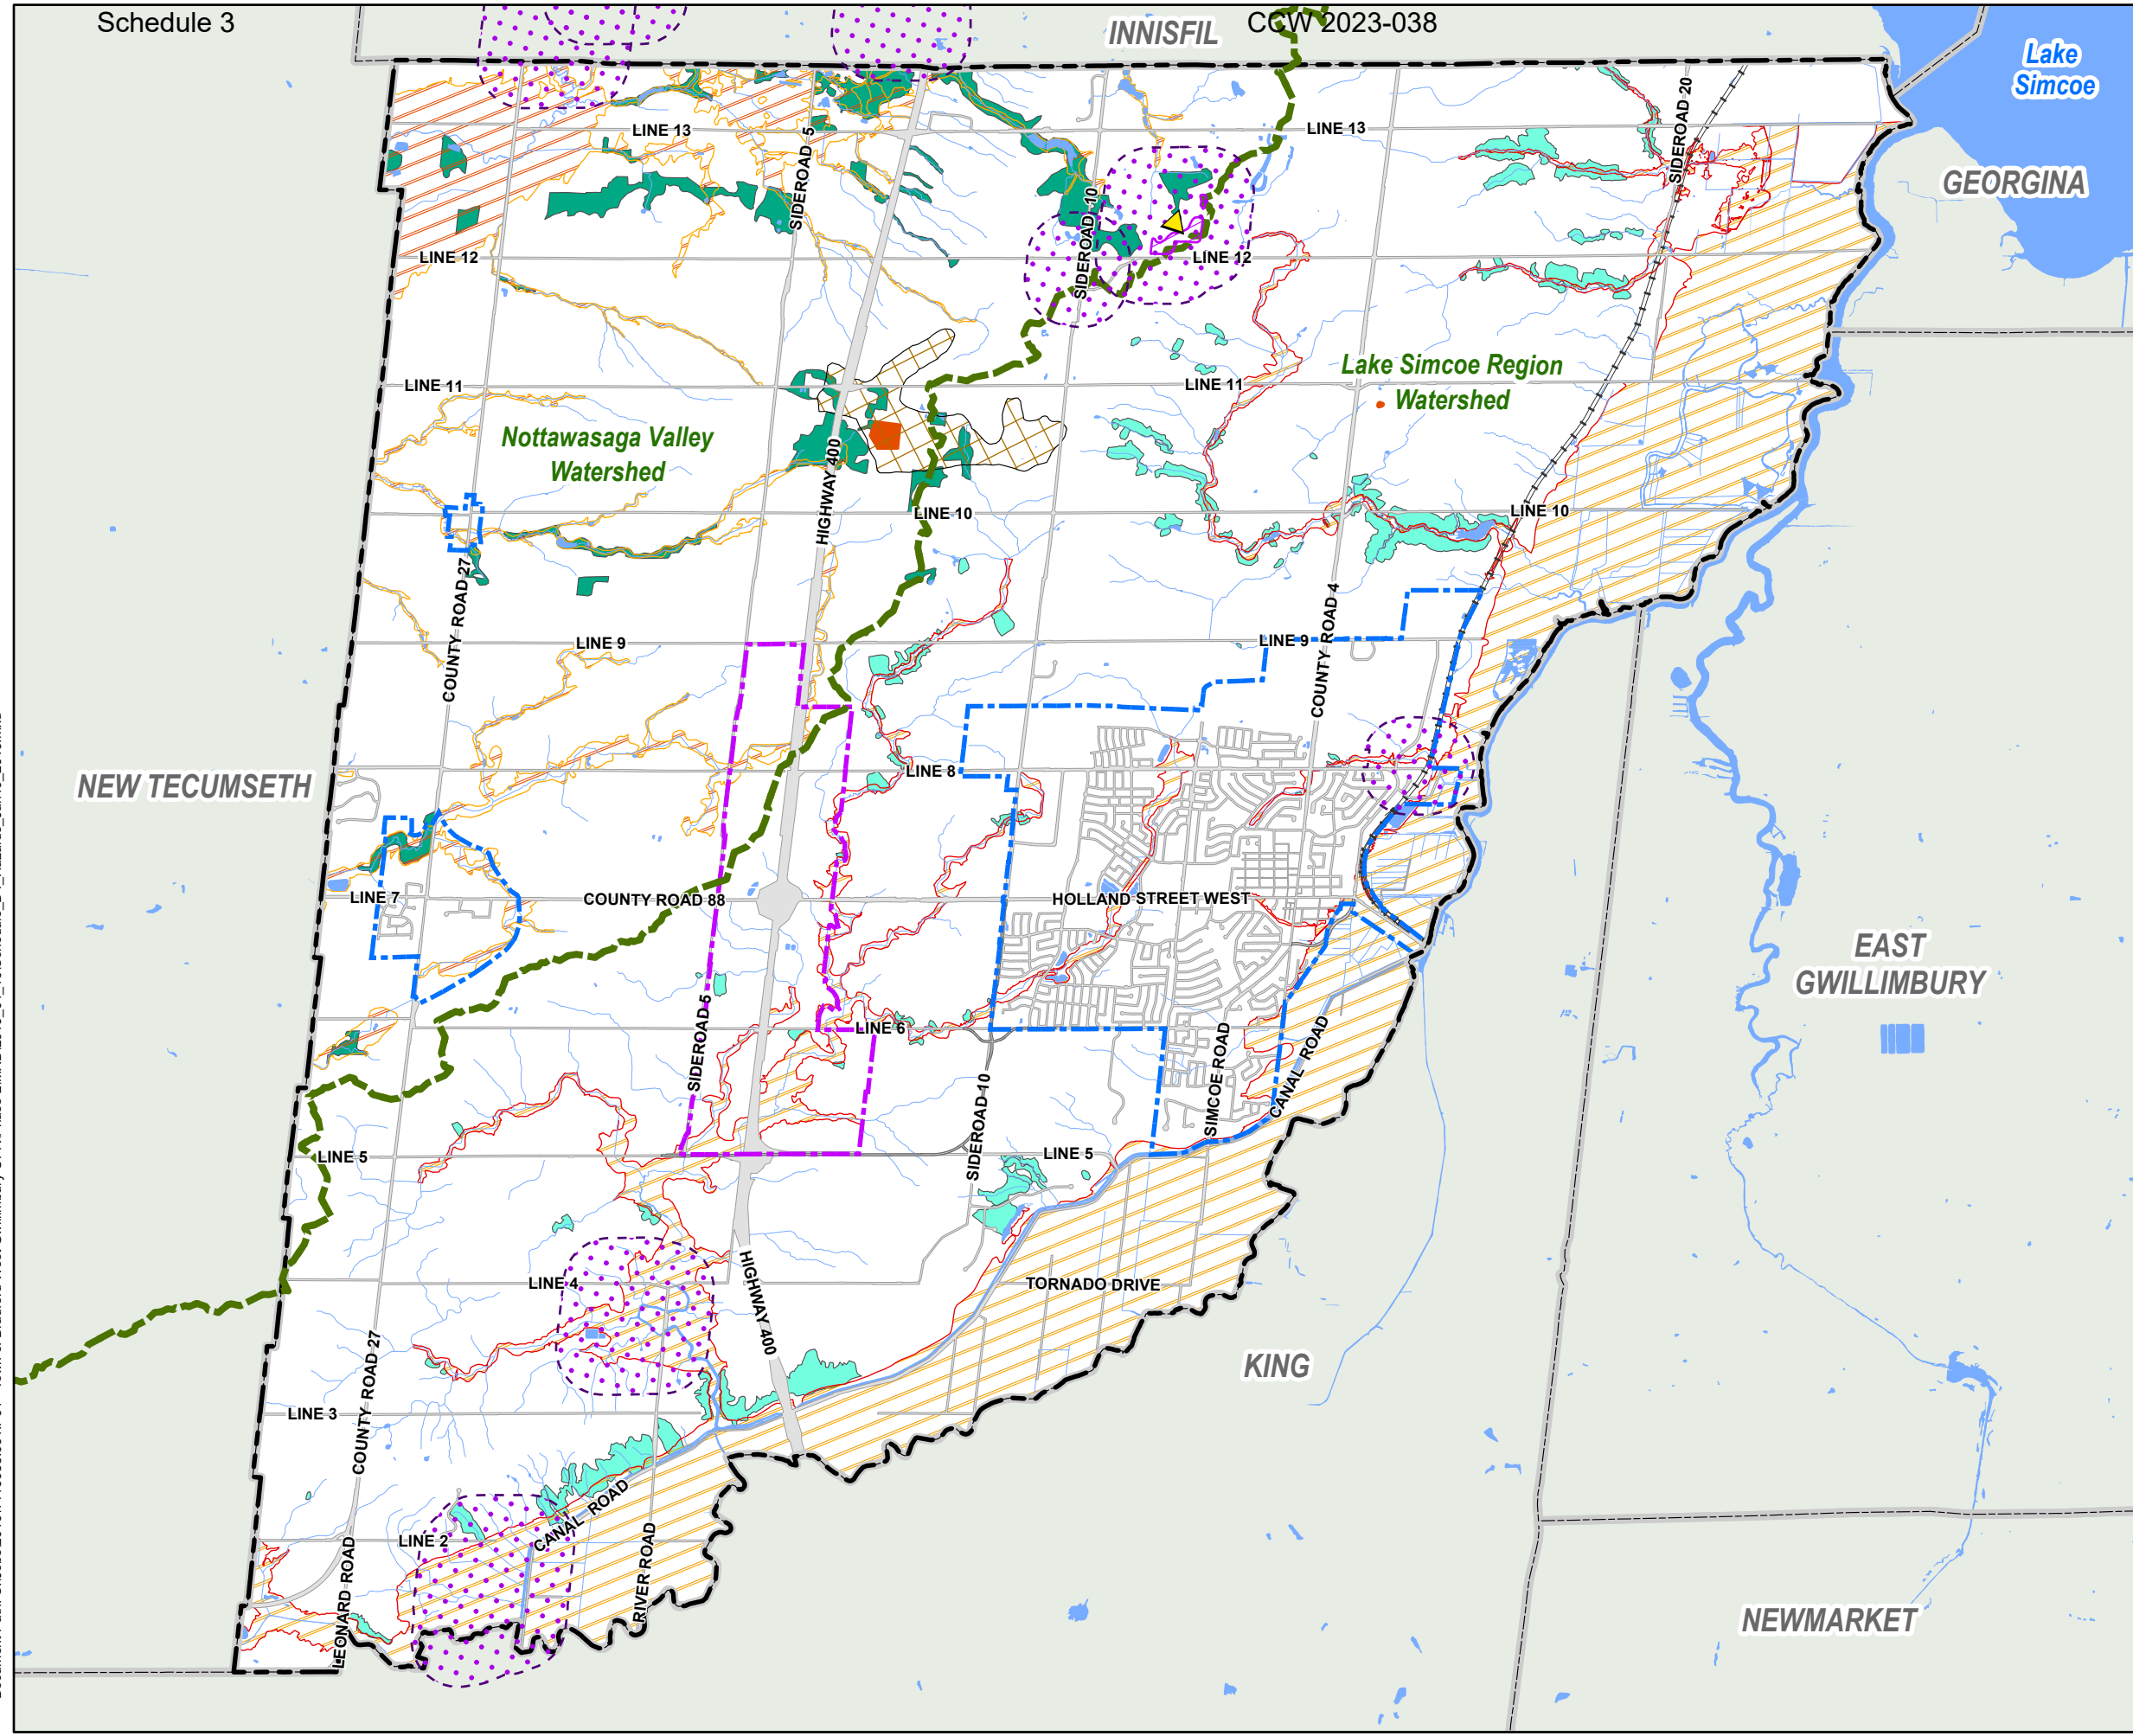 Schedule 3
CCW 2023-038
INNISFIL
Lake
Simcoe
LINE 13
LINE 13
SIDEROAD 5
SIDEROAD 20
GEORGINA
SIDEROAD 10
LINE 12
LINE 12
LINE 11
LINE 11
Lake Simcoe Region
Watershed
Nottawasaga Valley
Watershed
HIGHWAY 400
LINE 10
LINE 10
COUNTY ROAD 27
LINE 9
LINE 9
COUNTY ROAD 4
NEW TECUMSETH
LINE 8
LINE 7
COUNTY ROAD 88
HOLLAND STREET WEST
EAST
GWILLIMBURY
SIDEROAD 5
LINE 6
SIMCOE ROAD
CANAL ROAD
SIDEROAD 10
LINE 5
LINE 5
LINE 4
HIGHWAY 400
TORNADO DRIVE
KING
COUNTY ROAD 27
LINE 3
CANAL ROAD
LINE 2
LEONARD ROAD
RIVER ROAD
NEWMARKET